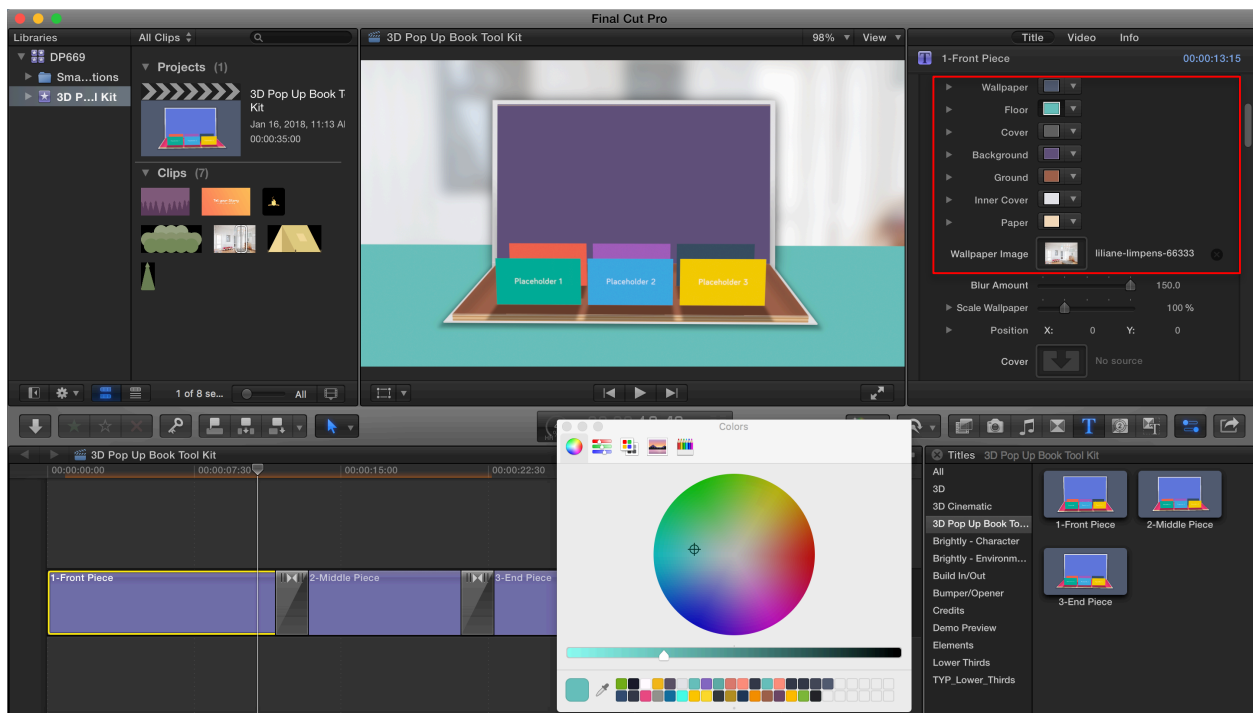 Final Cut Pro
Libraries
All Clips
3D Pop Up Book Tool Kit
98%
View
Title
Video
Info
DP669
Sma...tions
3D P...l Kit
Projects (1)
3D Pop Up Book T
Kit
Jan 16, 2018, 11:13 Al
00:00:35:00
Clips (7)
Placeholder 1
Placeholder 2
Placeholder 3
1-Front Piece
00:00:13:15
Wallpaper
Floor
Cover
Background
Ground
Inner Cover
Paper
Wallpaper Image
liliane-limpens-66333
Blur Amount
150.0
Scale Wallpaper
100 %
Position
X:
0
Y:
0
Cover
No source
1 of 8 se...
All
3D Pop Up Book Tool Kit
00:00:00:00
00:00:07:30
00:00:15:00
00:00:22:30
1-Front Piece
2-Middle Piece
3-End Piece
Colors
Titles
3D Pop Up Book Tool Kit
All
3D
3D Cinematic
3D Pop Up Book To...
Brightly - Character
Brightly - Environm...
Build In/Out
Bumper/Opener
Credits
Demo Preview
Elements
Lower Thirds
TYP_Lower_Thirds
1-Front Piece
2-Middle Piece
3-End Piece